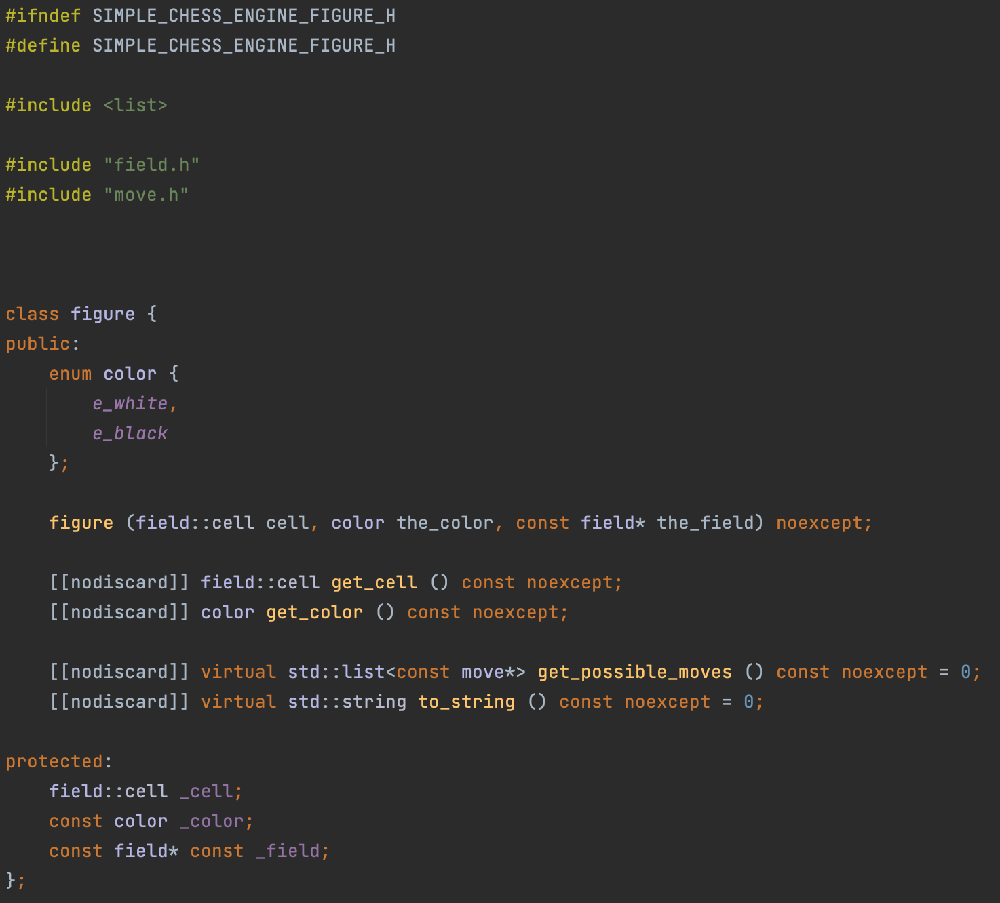 #ifndef SIMPLE_CHESS_ENGINE_FIGURE_H
#define SIMPLE_CHESS_ENGINE_FIGURE_H
#include <list>
#include "field.h"
#include "move.h"
class figure {
public:
    enum color {
        e_white,
        e_black
    };
    figure (field::cell cell, color the_color, const field* the_field) noexcept;
    [[nodiscard]] field::cell get_cell () const noexcept;
    [[nodiscard]] color get_color () const noexcept;
    [[nodiscard]] virtual std::list<const move*> get_possible_moves () const noexcept = 0;
    [[nodiscard]] virtual std::string to_string () const noexcept = 0;
protected:
    field::cell _cell;
    const color _color;
    const field* const _field;
};